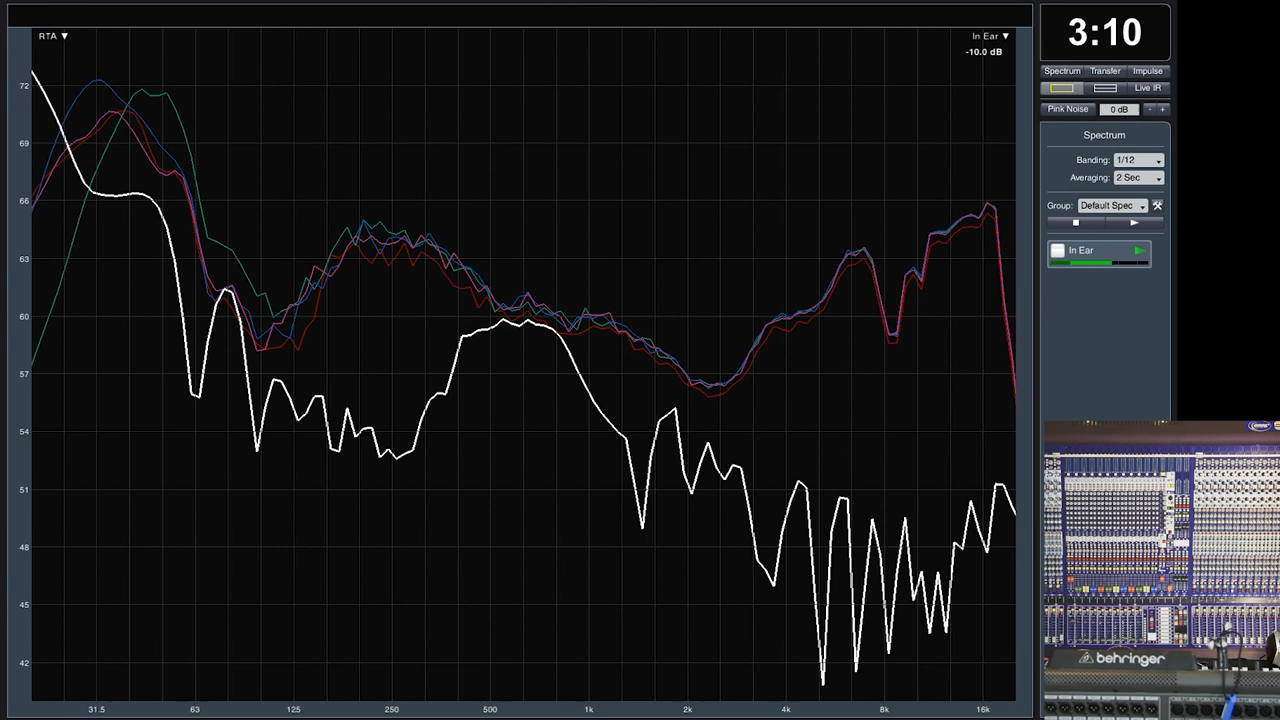 RTA ▼
In Ear ▼
-10.0 dB
72
69
66
63
60
57
54
51
48
45
42
31.5 63 125 250 500 1k 2k 4k 8k 16k
3:10
Spectrum Transfer Impulse
Live IR
Pink Noise 0 dB - +
Spectrum
Banding: 1/12
Averaging: 2 Sec
Group: Default Spec
In Ear
behringer